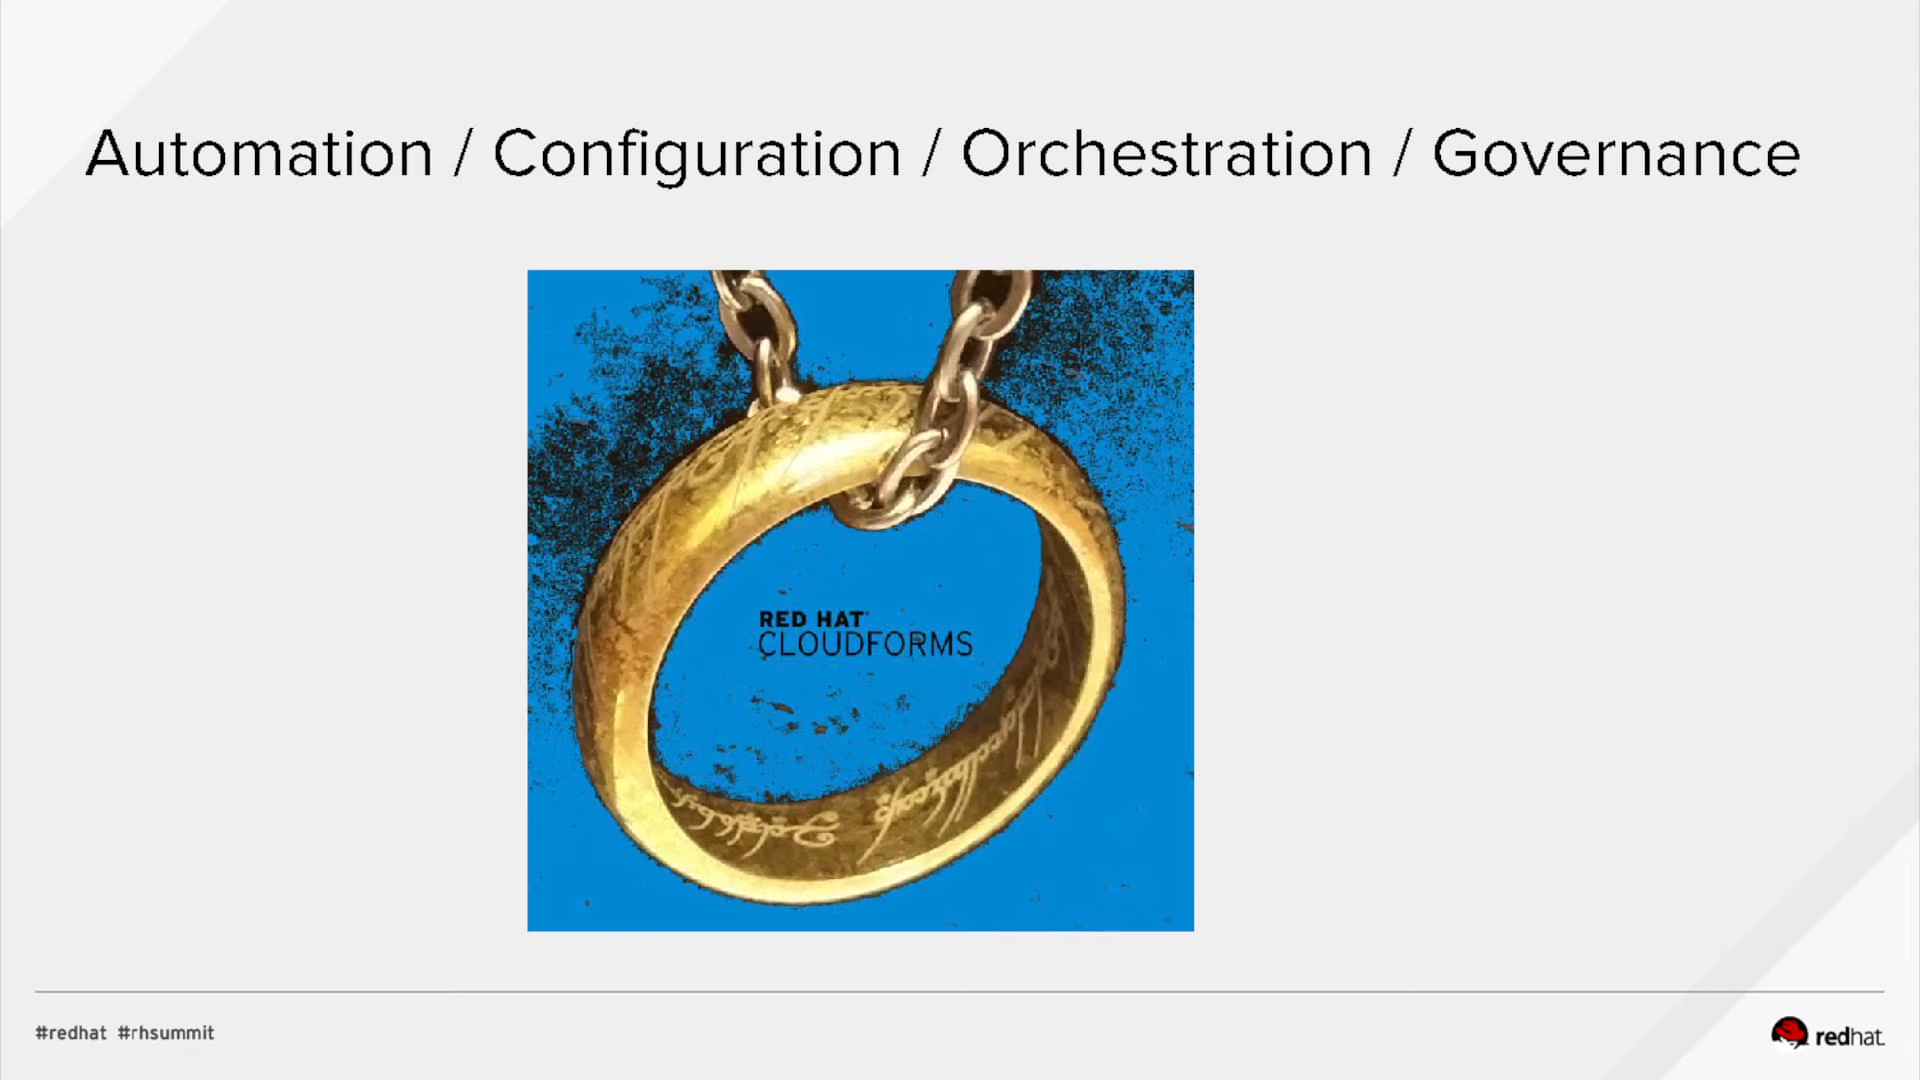 Automation / Configuration / Orchestration / Governance
RED HAT
CLOUDFORMS
#redhat #rhsummit
redhat.